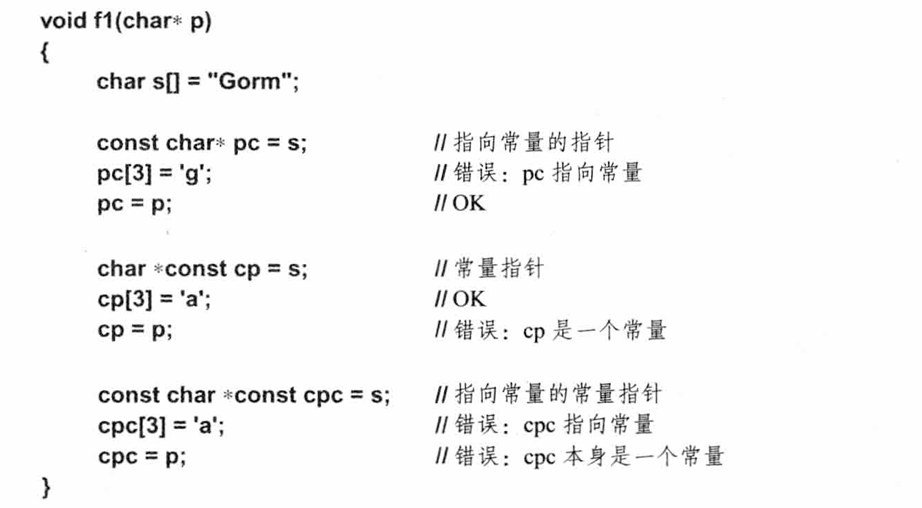 void f1(char* p)
{
char s[] = "Gorm";
const char* pc = s; // 指向常量的指针
pc[3] = 'g'; // 错误：pc 指向常量
pc = p; // OK
char *const cp = s; // 常量指针
cp[3] = 'a'; // OK
cp = p; // 错误：cp 是一个常量
const char *const cpc = s; // 指向常量的常量指针
cpc[3] = 'a'; // 错误：cpc 指向常量
cpc = p; // 错误：cpc 本身是一个常量
}